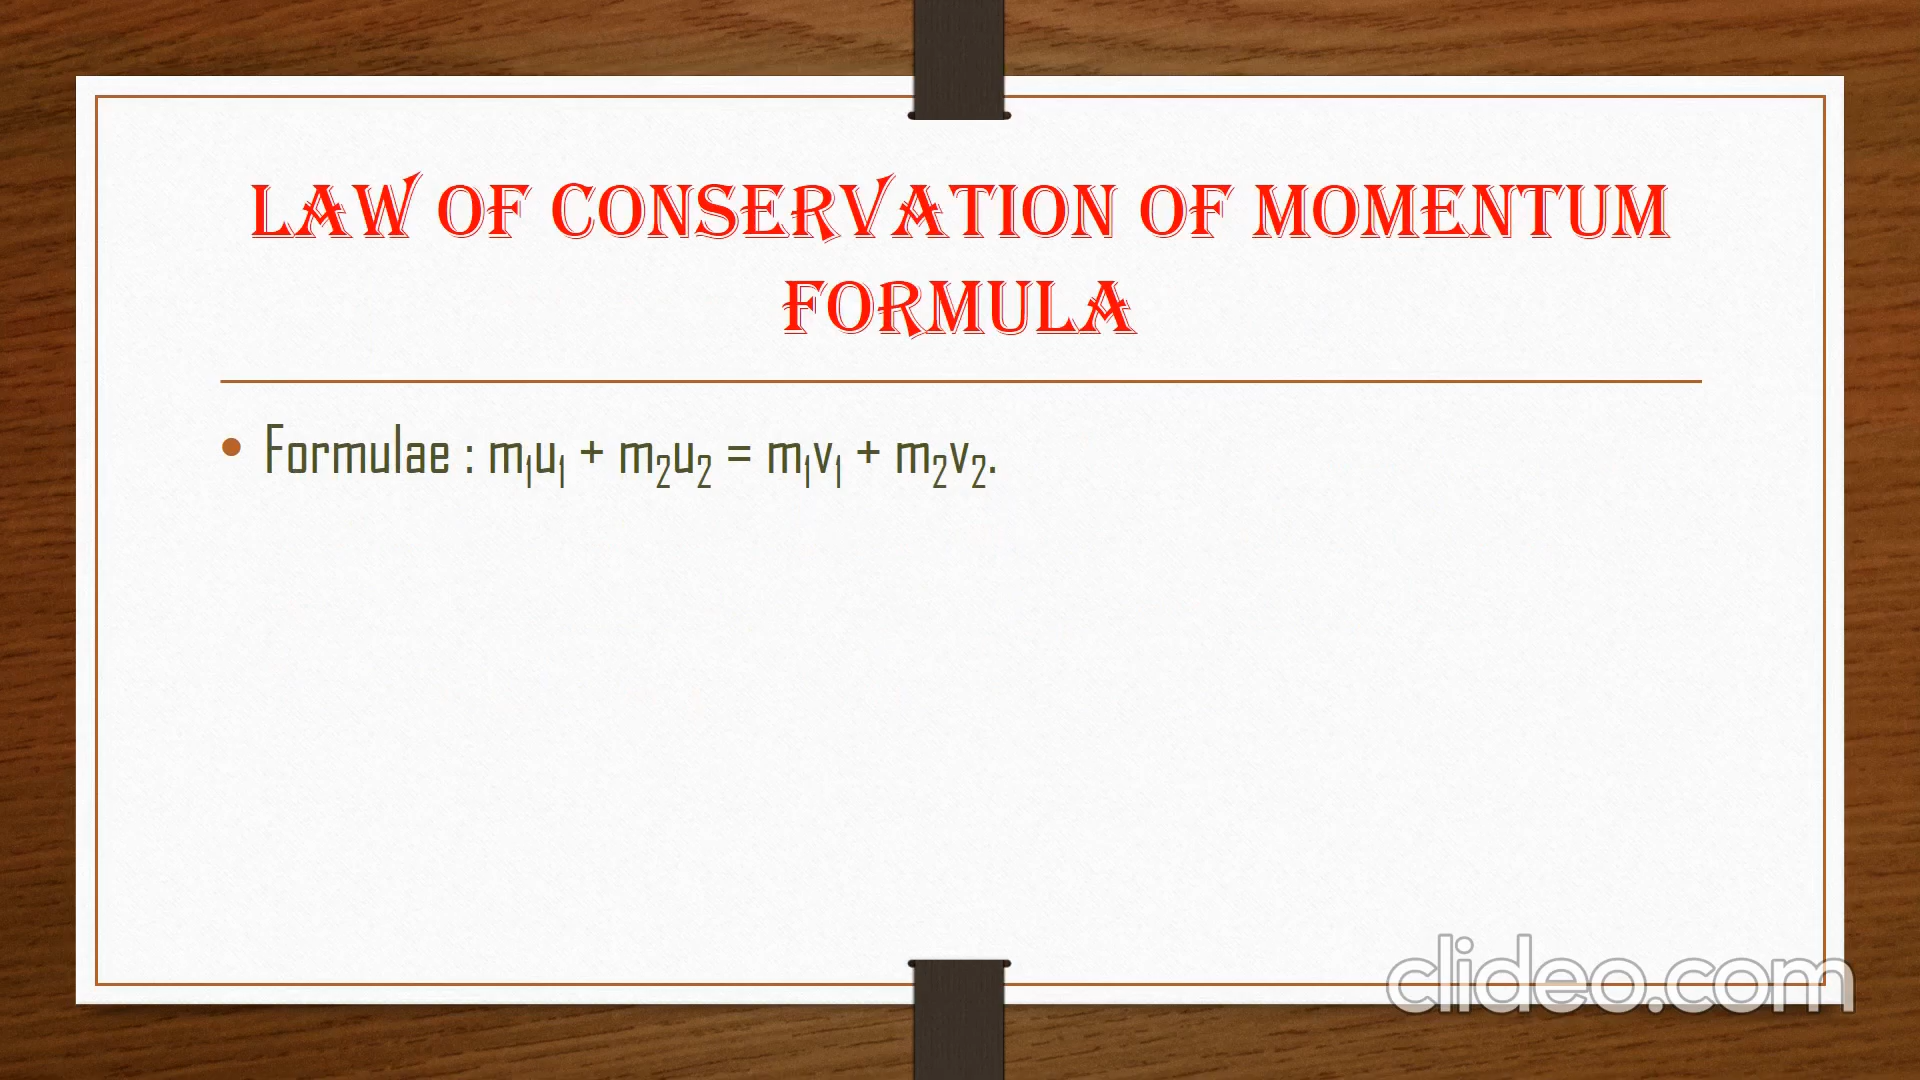 LAW OF CONSERVATION OF MOMENTUM
FORMULA
• Formulae : m₁u₁ + m₂u₂ = m₁v₁ + m₂v₂.
clideo.com